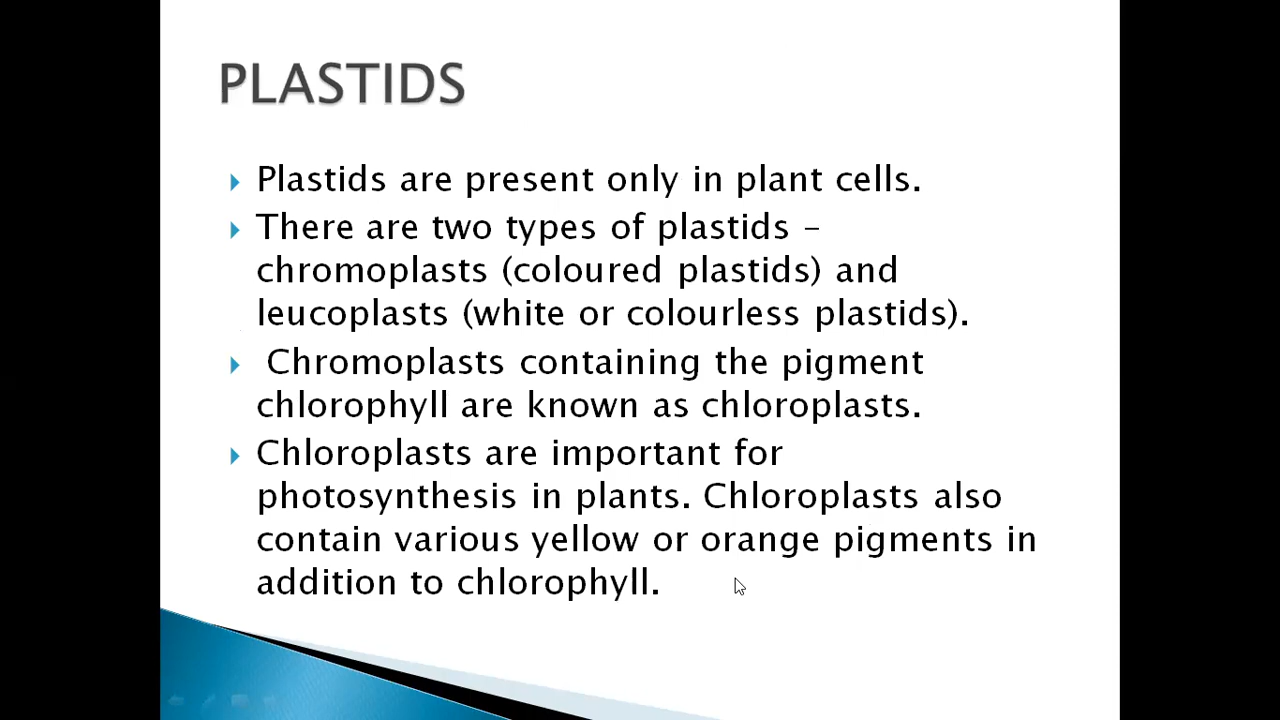 PLASTIDS
Plastids are present only in plant cells.
There are two types of plastids –
chromoplasts (coloured plastids) and
leucoplasts (white or colourless plastids).
Chromoplasts containing the pigment
chlorophyll are known as chloroplasts.
Chloroplasts are important for
photosynthesis in plants. Chloroplasts also
contain various yellow or orange pigments in
addition to chlorophyll.